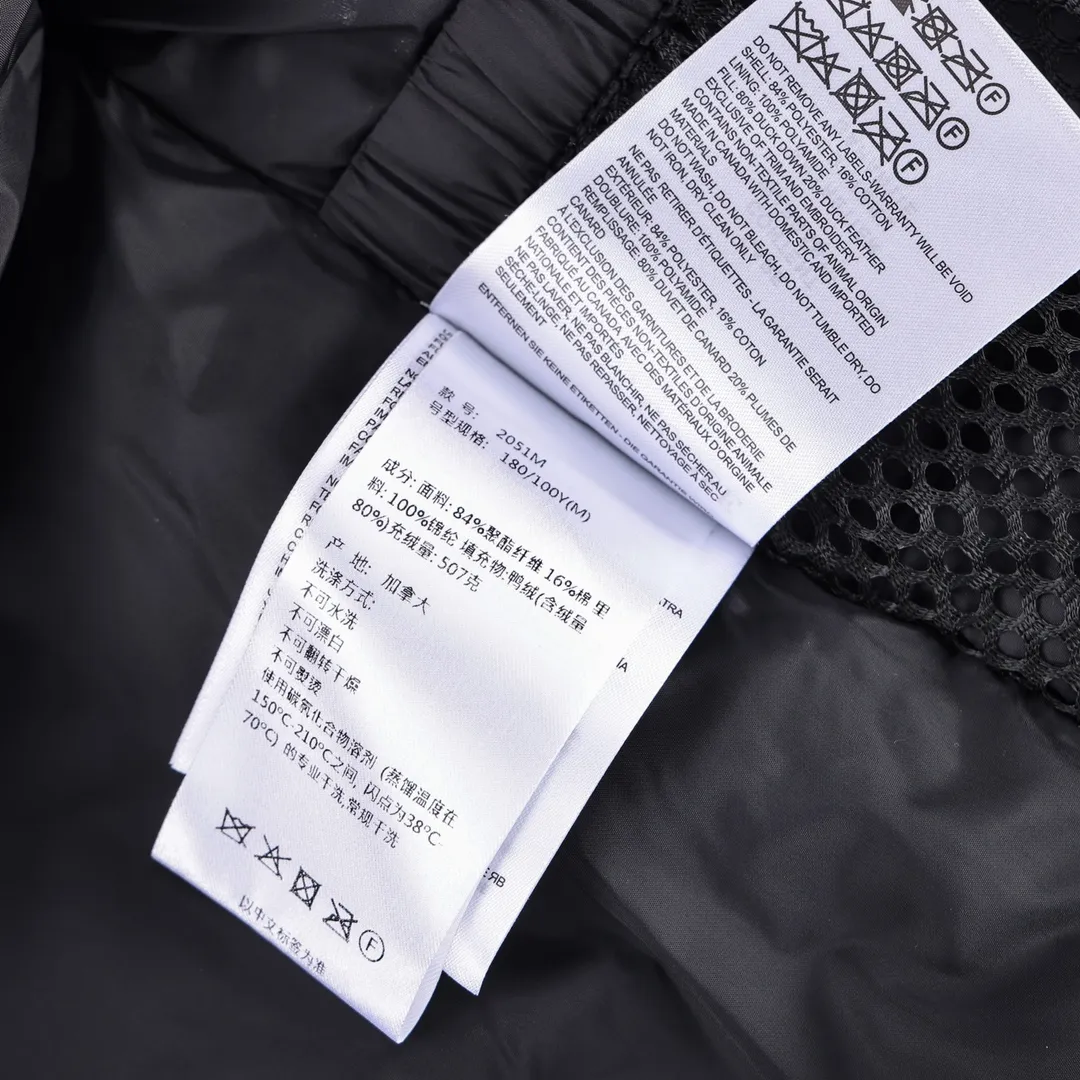 DO NOT REMOVE ANY LABELS-WARRANTY WILL BE VOID
SHELL: 84% POLYESTER, 16% COTTON
LINING: 100% POLYAMIDE
FILL: 80% DUCK DOWN 20% DUCK FEATHER
EXCLUSIVE OF TRIM AND EMBROIDERY
CONTAINS NON-TEXTILE PARTS OF ANIMAL ORIGIN
MADE IN CANADA WITH DOMESTIC AND IMPORTED
MATERIALS
DO NOT WASH, DO NOT BLEACH, DO NOT TUMBLE DRY, DO
NOT IRON, DRY CLEAN ONLY
NE PAS RETIRER D'ÉTIQUETTES - LA GARANTIE SERAIT
ANNULÉE
EXTÉRIEUR: 84% POLYESTER, 16% COTON
DOUBLURE: 100% POLYAMIDE
REMPLISSAGE: 80% DUVET DE CANARD 20% PLUMES DE
CANARD
À L'EXCLUSION DES GARNITURES ET DE LA BRODERIE
CONTIENT DES PIÈCES NON-TEXTILES D'ORIGINE ANIMALE
FABRIQUÉ AU CANADA AVEC DES MATÉRIAUX D'ORIGINE
NATIONALE ET IMPORTÉS
NE PAS LAVER, NE PAS BLANCHIR, NE PAS SÉCHER AU
SÈCHE-LINGE, NE PAS REPASSER, NETTOYAGE À SEC
SEULEMENT
ENTFERNEN SIE KEINE ETIKETTEN - DIE GARANTIE
款 号: 2051M
号型规格: 180/100Y(M)
成分: 面料: 84%聚酯纤维 16%棉 里
料: 100%锦纶 填充物:鸭绒(含绒量
80%)充绒量: 507克
产 地: 加拿大
洗涤方式:
不可水洗
不可漂白
不可翻转干燥
不可熨烫
使用碳氢化合物溶剂 (蒸馏温度在
150°C-210°C之间, 闪点为38°C-
70°C) 的专业干洗,常规干洗
F
以中文标签为准